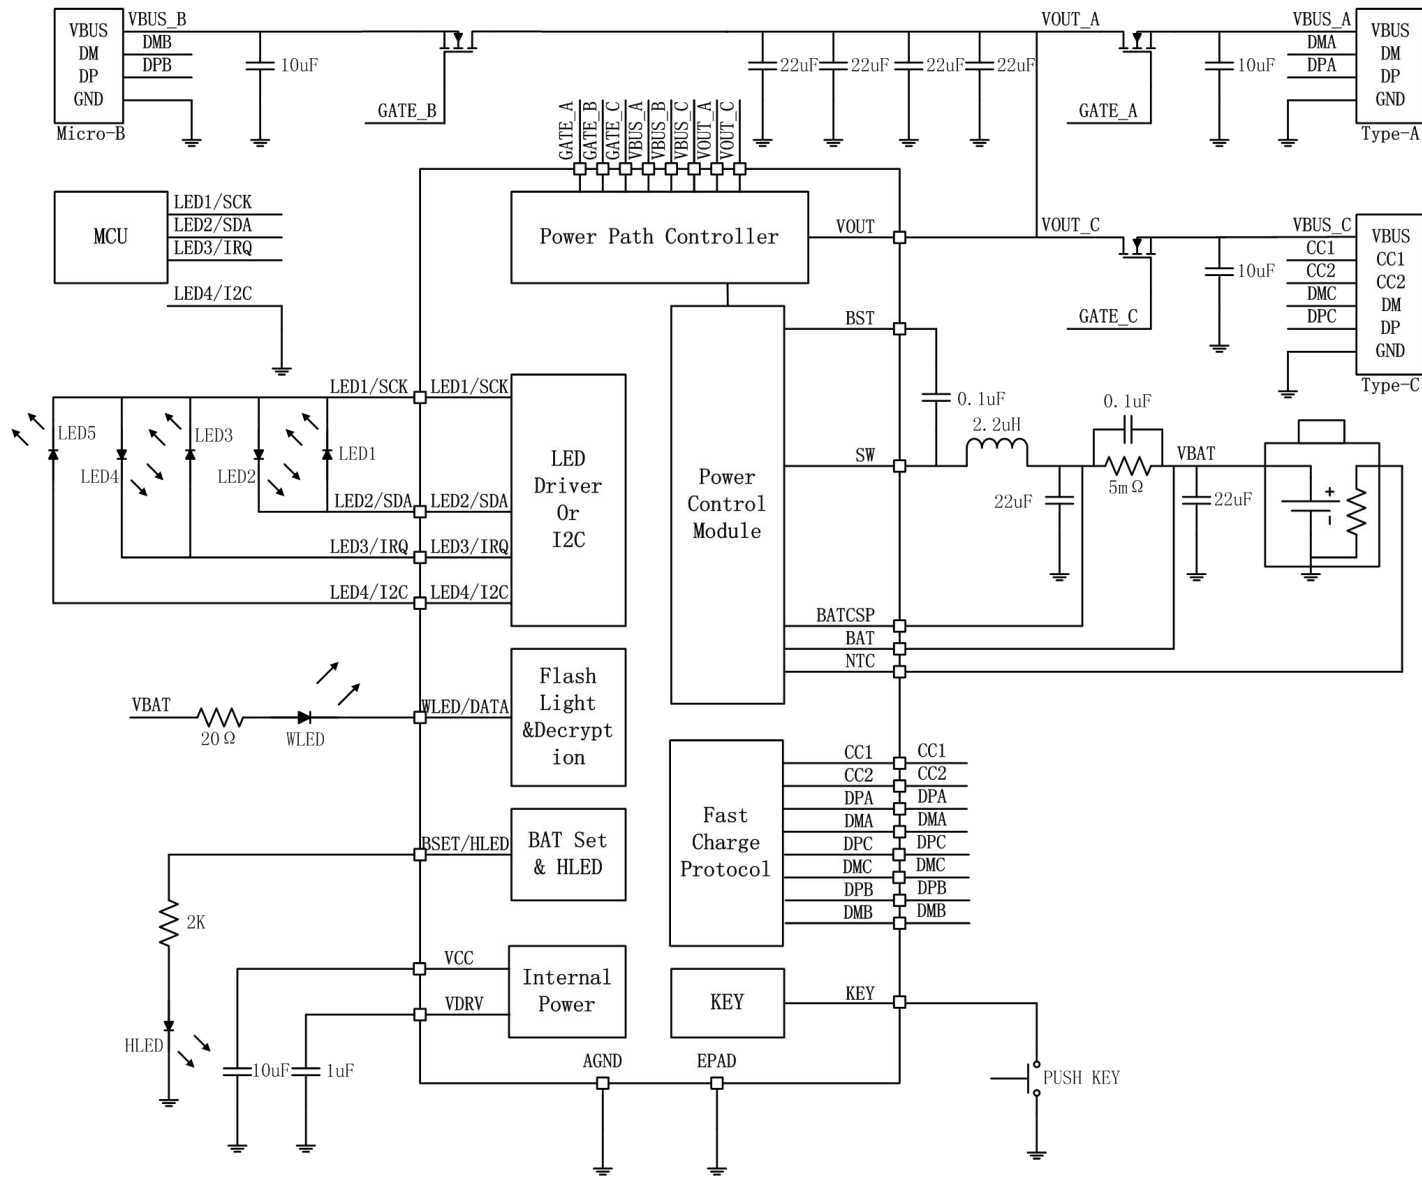 VBUS
DM
DP
GND
Micro-B
VBUS_B
DMB
DPB
10uF
GATE_B
22uF
22uF
22uF
22uF
VOUT_A
GATE_A
VBUS_A
DMA
DPA
10uF
VBUS
DM
DP
GND
Type-A
GATE_A
GATE_B
GATE_C
VBUS_A
VBUS_B
VBUS_C
VOUT_A
VOUT_C
MCU
LED1/SCK
LED2/SDA
LED3/IRQ
LED4/I2C
Power Path Controller
VOUT
VOUT_C
GATE_C
VBUS_C
CC1
CC2
DMC
DPC
10uF
VBUS
CC1
CC2
DM
DP
GND
Type-C
LED1/SCK
LED1/SCK
LED5
LED4
LED3
LED2
LED1
LED2/SDA
LED2/SDA
LED3/IRQ
LED3/IRQ
LED4/I2C
LED4/I2C
LED
Driver
Or
I2C
Power
Control
Module
BST
SW
0.1uF
2.2uH
0.1uF
5mΩ
VBAT
22uF
22uF
+
-
BATCSP
BAT
NTC
VBAT
20Ω
WLED
WLED/DATA
Flash
Light
&Decrypt
ion
BSET/HLED
BAT Set
& HLED
2K
HLED
Fast
Charge
Protocol
CC1
CC1
CC2
CC2
DPA
DPA
DMA
DMA
DPC
DPC
DMC
DMC
DPB
DPB
DMB
DMB
VCC
VDRV
Internal
Power
10uF
1uF
KEY
KEY
PUSH KEY
AGND
EPAD